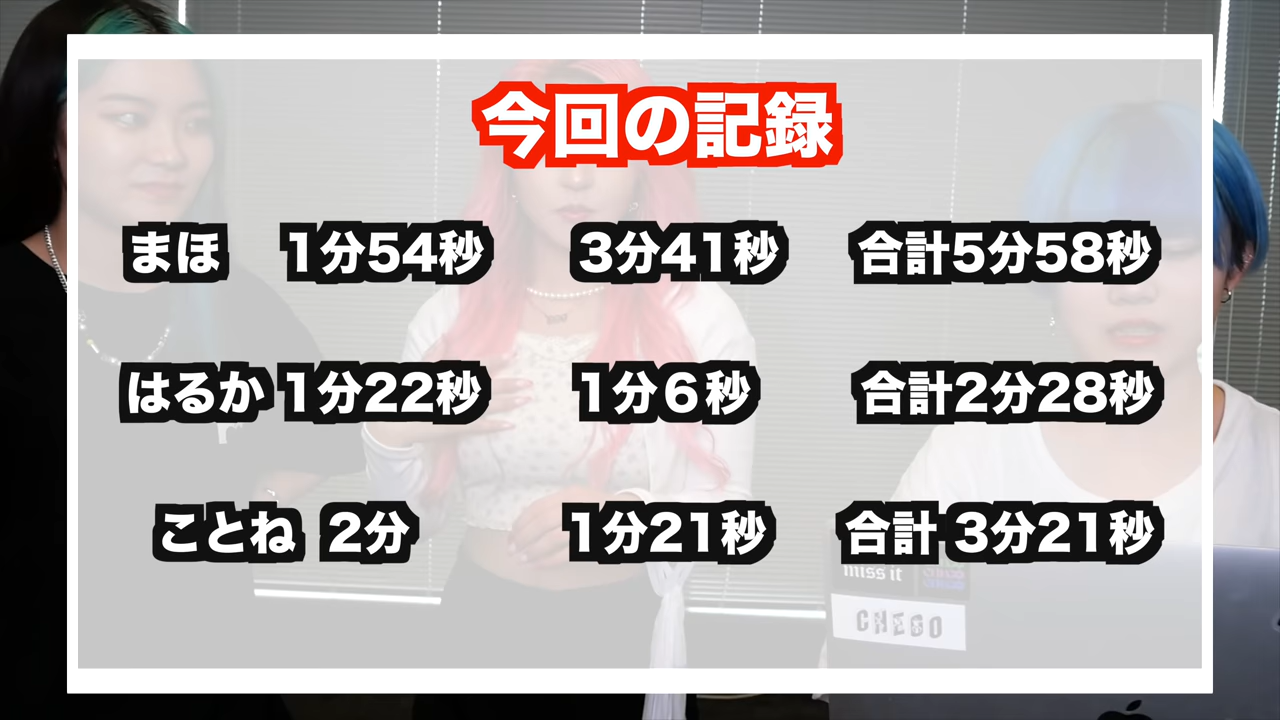 今回の記録
まほ 1分54秒 3分41秒 合計5分58秒
はるか 1分22秒 1分6秒 合計2分28秒
ことね 2分 1分21秒 合計 3分21秒
miss it
CHEGO